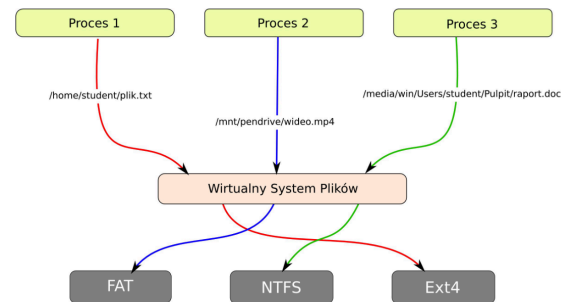 Proces 1
Proces 2
Proces 3
/home/student/plik.txt
/mnt/pendrive/wideo.mp4
/media/win/Users/student/Pulpit/raport.doc
Wirtualny System Plików
FAT
NTFS
Ext4